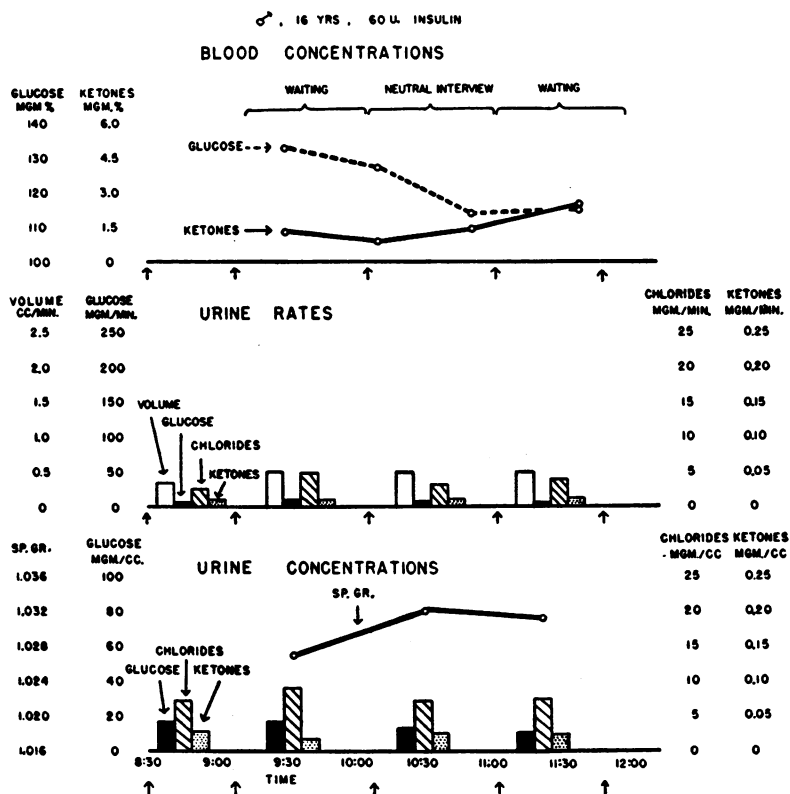 ♂, 16 YRS, 60 U. INSULIN
BLOOD CONCENTRATIONS
GLUCOSE KETONES
MGM % MGM.%
WAITING NEUTRAL INTERVIEW WAITING
140 6.0
130 4.5
120 3.0
110 1.5
100 0
GLUCOSE
KETONES
VOLUME GLUCOSE
CC/MIN. MGM/MIN.
URINE RATES
CHLORIDES KETONES
MGM./MIN. MGM./MIN.
2.5 250 25 0.25
2.0 200 20 0.20
1.5 150 15 0.15
1.0 100 10 0.10
0.5 50 5 0.05
0 0 0 0
VOLUME
GLUCOSE
CHLORIDES
KETONES
SP. GR. GLUCOSE
MGM./CC.
URINE CONCENTRATIONS
CHLORIDES KETONES
MGM./CC MGM./CC
1.036 100 25 0.25
1.032 80 20 0.20
1.028 60 15 0.15
1.024 40 10 0.10
1.020 20 5 0.05
1.016 0 0 0
SP. GR.
CHLORIDES
GLUCOSE KETONES
8:30 9:00 9:30 10:00 10:30 11:00 11:30 12:00
TIME